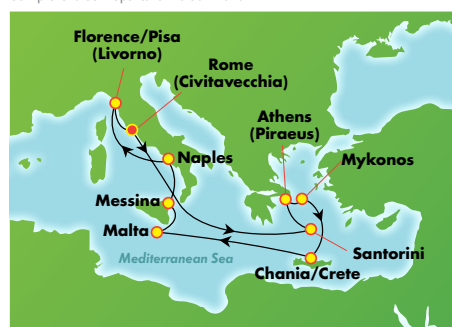 Florence/Pisa
(Livorno)
Rome
(Civitavecchia)
Athens
(Piraeus)
Naples
Mykonos
Messina
Malta
Santorini
Mediterranean Sea
Chania/Crete